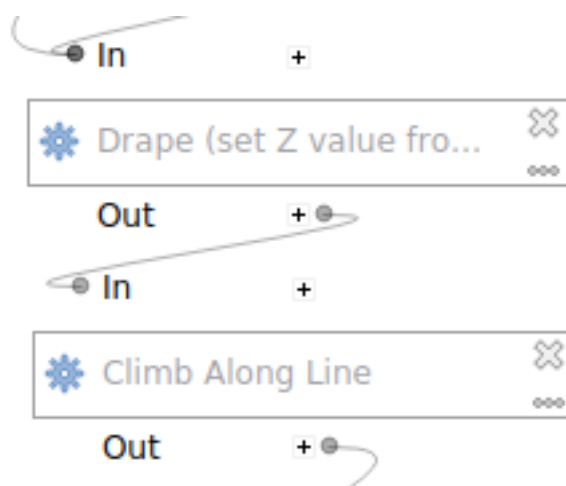 In
Drape (set Z value fro...
Out
In
Climb Along Line
Out